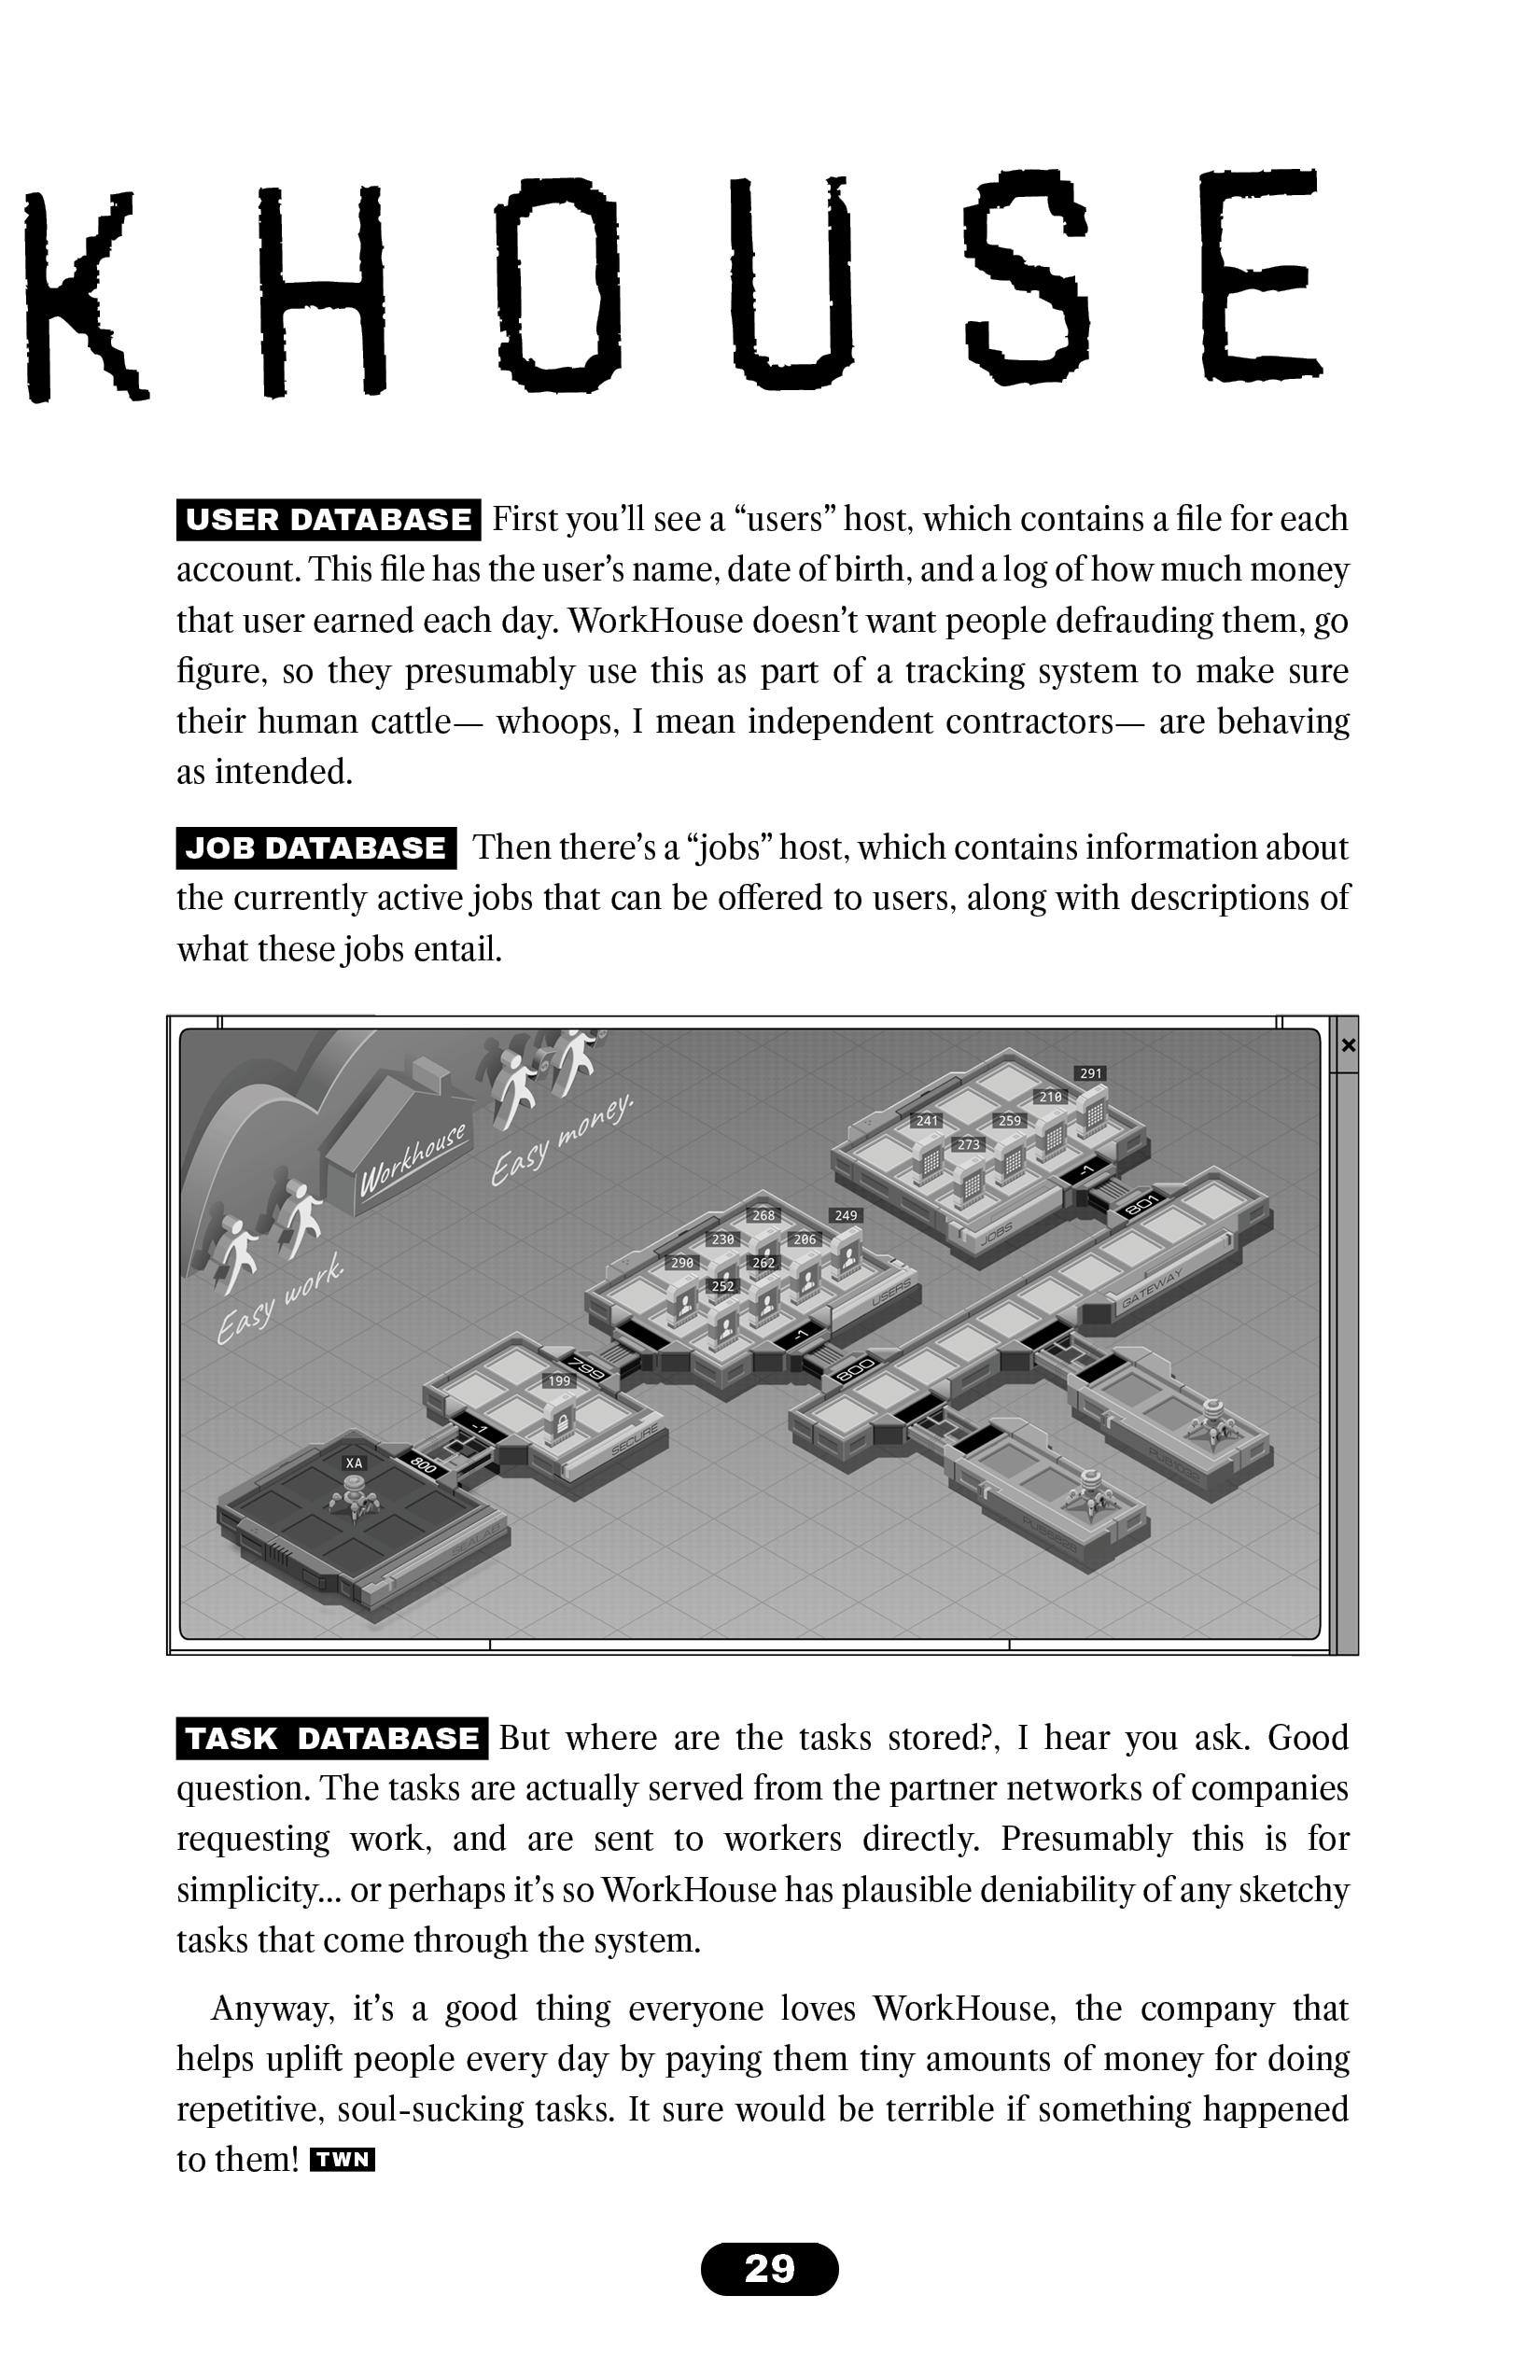 KHOUSE
USER DATABASE First you’ll see a “users” host, which contains a file for each
account. This file has the user’s name, date of birth, and a log of how much money
that user earned each day. WorkHouse doesn’t want people defrauding them, go
figure, so they presumably use this as part of a tracking system to make sure
their human cattle— whoops, I mean independent contractors— are behaving
as intended.
JOB DATABASE Then there’s a “jobs” host, which contains information about
the currently active jobs that can be offered to users, along with descriptions of
what these jobs entail.
Workhouse
Easy money.
Easy work.
291
210
241
259
273
-1
801
JOBS
268
249
230
206
290
262
252
USERS
-1
800
GATEWAY
799
199
-1
SECURE
XA
800
TASK DATABASE But where are the tasks stored?, I hear you ask. Good
question. The tasks are actually served from the partner networks of companies
requesting work, and are sent to workers directly. Presumably this is for
simplicity... or perhaps it’s so WorkHouse has plausible deniability of any sketchy
tasks that come through the system.
Anyway, it’s a good thing everyone loves WorkHouse, the company that
helps uplift people every day by paying them tiny amounts of money for doing
repetitive, soul-sucking tasks. It sure would be terrible if something happened
to them! TWN
29